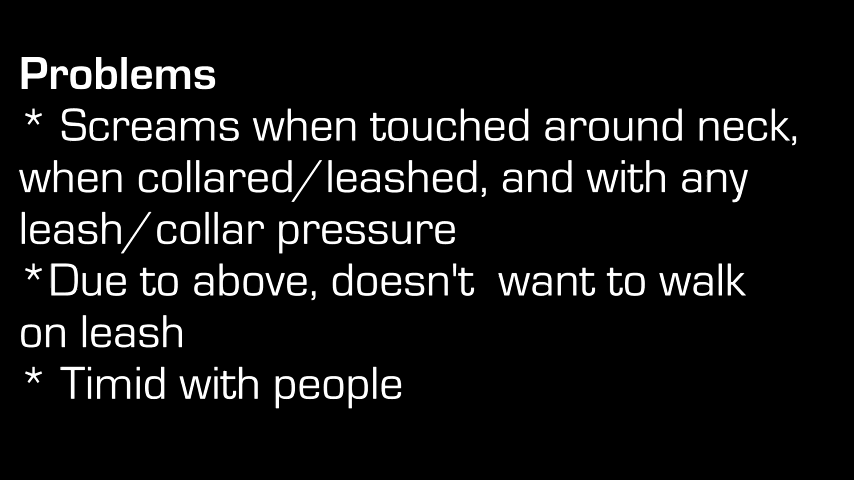 Problems
* Screams when touched around neck,
when collared/leashed, and with any
leash/collar pressure
*Due to above, doesn't  want to walk
on leash
* Timid with people